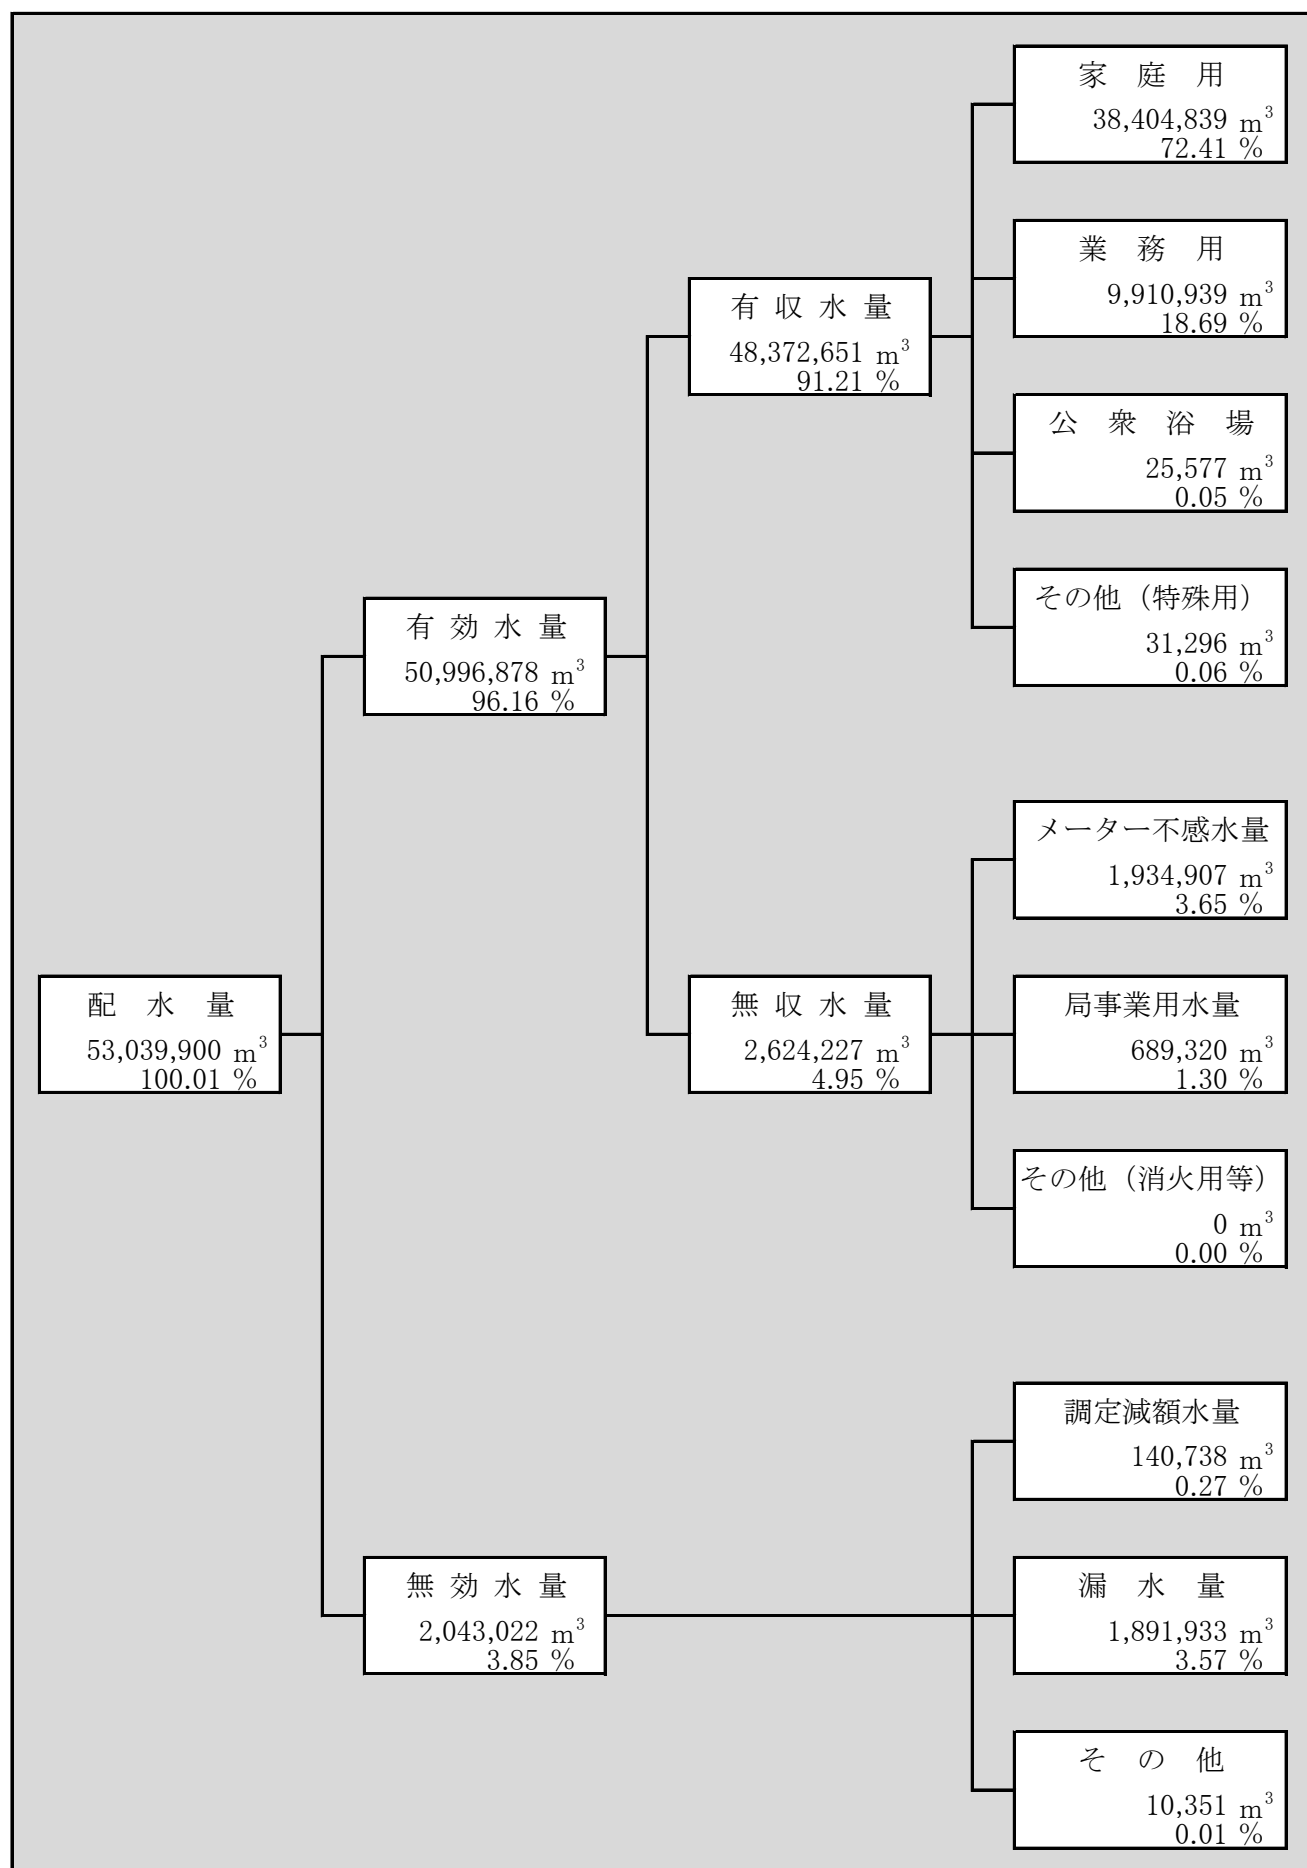 家　庭　用
38,404,839 m³
72.41 %
業　務　用
9,910,939 m³
18.69 %
有 収 水 量
48,372,651 m³
91.21 %
公　衆　浴　場
25,577 m³
0.05 %
その他（特殊用）
31,296 m³
0.06 %
有 効 水 量
50,996,878 m³
96.16 %
メーター不感水量
1,934,907 m³
3.65 %
配　水　量
53,039,900 m³
100.01 %
無 収 水 量
2,624,227 m³
4.95 %
局事業用水量
689,320 m³
1.30 %
その他（消火用等）
0 m³
0.00 %
調定減額水量
140,738 m³
0.27 %
無 効 水 量
2,043,022 m³
3.85 %
漏　水　量
1,891,933 m³
3.57 %
そ　の　他
10,351 m³
0.01 %